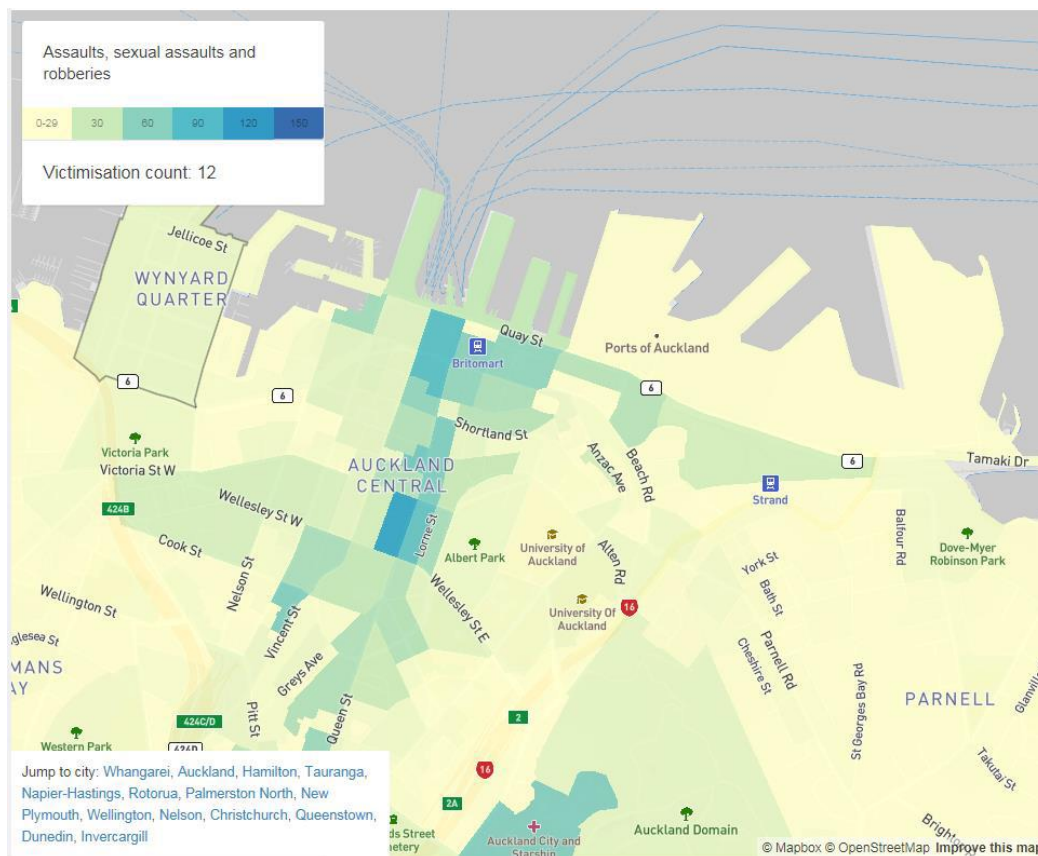 Assaults, sexual assaults and
robberies
0-29 30 60 90 120 150
Victimisation count: 12
Jellicoe St
WYNYARD
QUARTER
6
6
Quay St
Britomart
Ports of Auckland
6
Victoria Park
Victoria St W
Shortland St
AUCKLAND
CENTRAL
Anzac Ave
Beach Rd
6
Tamaki Dr
Strand
424B
Wellesley St W
Lorne St
Cook St
Albert Park
University of
Auckland
Alten Rd
Balfour Rd
Dove-Myer
Robinson Park
York St
Bath St
Nelson St
Wellington St
Vincent St
Wellesley St E
University Of
Auckland
16
Parnell Rd
Cheshire St
Greys Ave
PARNELL
St Georges Bay Rd
Pitt St
Queen St
424C/D
2
Western Park
424D
16
Takutai St
2A
Auckland City and
Starship
Auckland Domain
Jump to city: Whangarei, Auckland, Hamilton, Tauranga,
Napier-Hastings, Rotorua, Palmerston North, New
Plymouth, Wellington, Nelson, Christchurch, Queenstown,
Dunedin, Invercargill
© Mapbox © OpenStreetMap Improve this map